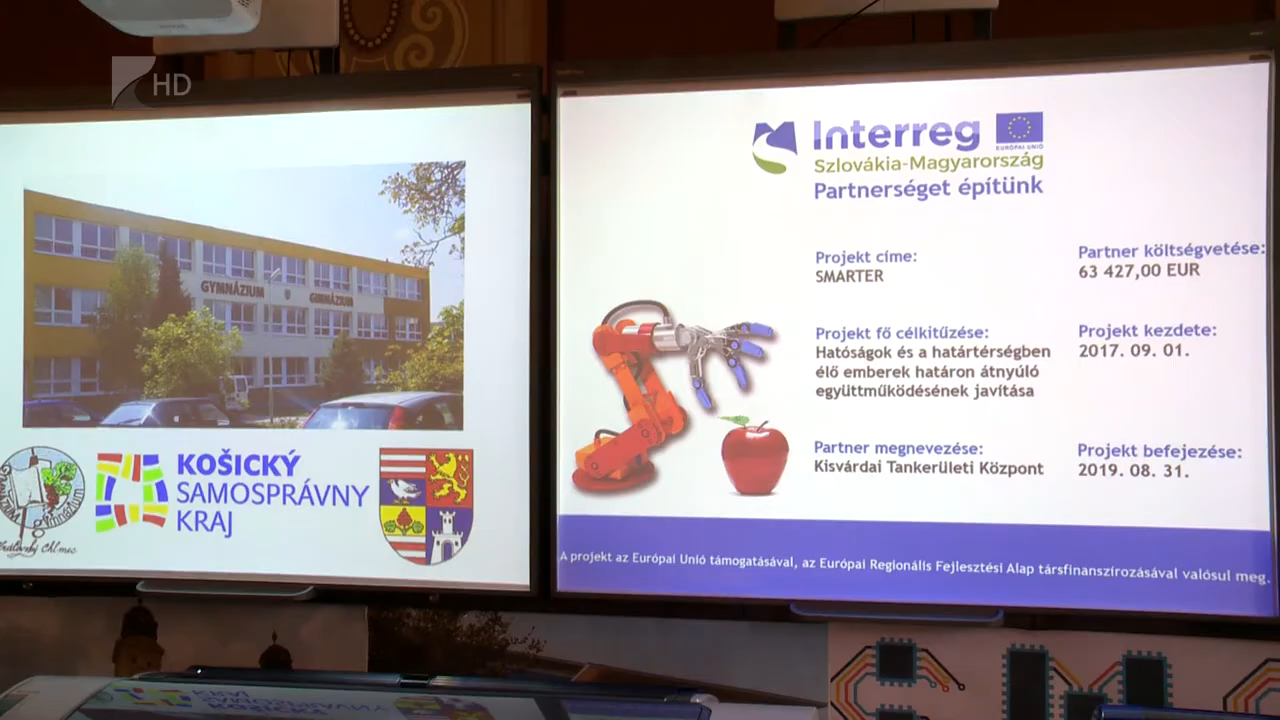 HD
GYMNÁZIUM
GIMNÁZIUM
KOŠICKÝ
SAMOSPRÁVNY
KRAJ
Interreg
EURÓPAI UNIÓ
Szlovákia-Magyarország
Partnerséget építünk
Projekt címe:
SMARTER
Partner költségvetése:
63 427,00 EUR
Projekt fő célkitűzése:
Hatóságok és a határtérségben
élő emberek határon átnyúló
együttműködésének javítása
Projekt kezdete:
2017. 09. 01.
Partner megnevezése:
Kisvárdai Tankerületi Központ
Projekt befejezése:
2019. 08. 31.
A projekt az Európai Unió támogatásával, az Európai Regionális Fejlesztési Alap társfinanszírozásával valósul meg.